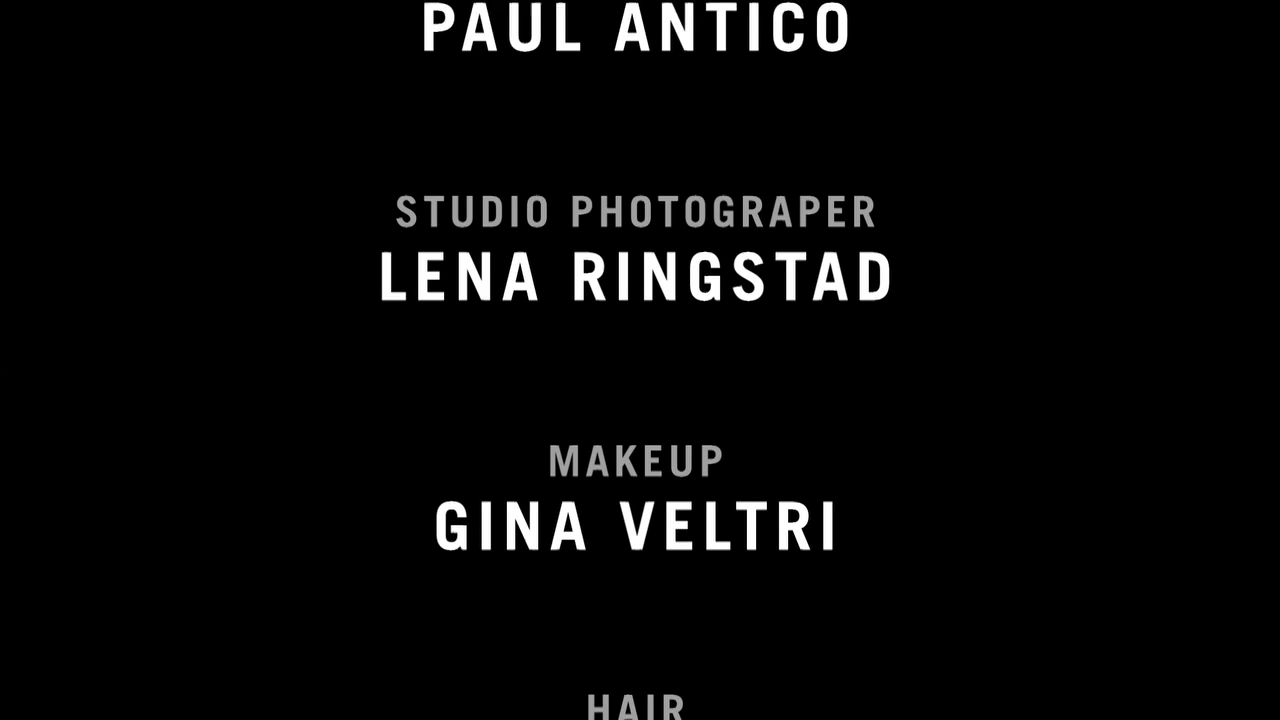 PAUL ANTICO
STUDIO PHOTOGRAPER
LENA RINGSTAD
MAKEUP
GINA VELTRI
HAIR